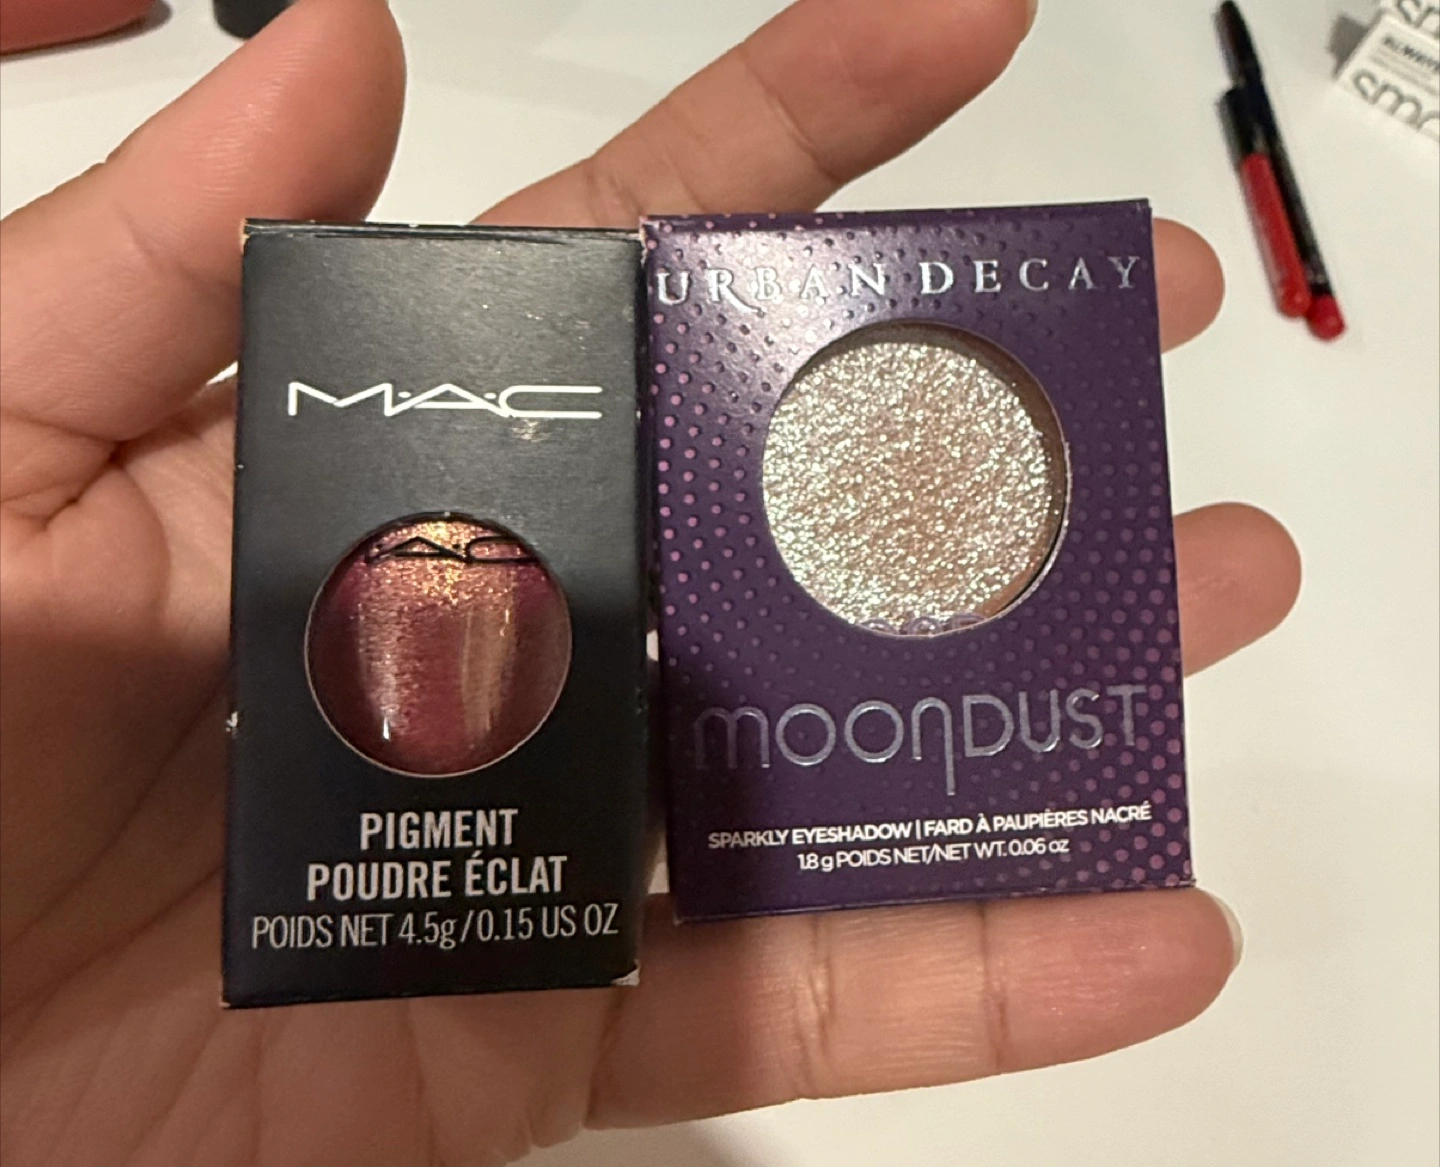 M·A·C
AC
PIGMENT
POUDRE ÉCLAT
POIDS NET 4.5g/0.15 US OZ
URBAN DECAY
MOONDUST
SPARKLY EYESHADOW | FARD À PAUPIÈRES NACRÉ
1.8 g POIDS NET/NET WT. 0.06 oz